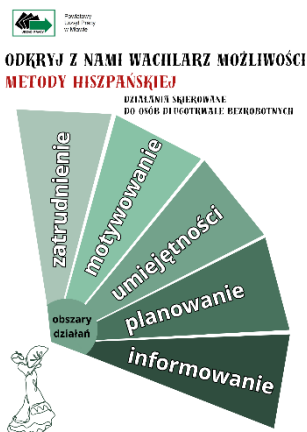 Powiatowy
Urząd Pracy
w Mławie
ODKRYJ Z NAMI WACHLARZ MOŻLIWOŚCI
METODY HISZPAŃSKIEJ
DZIAŁANIA SKIEROWANE
DO OSÓB DŁUGOTRWALE BEZROBOTNYCH
zatrudnienie
motywowanie
umiejętności
planowanie
informowanie
obszary
działań